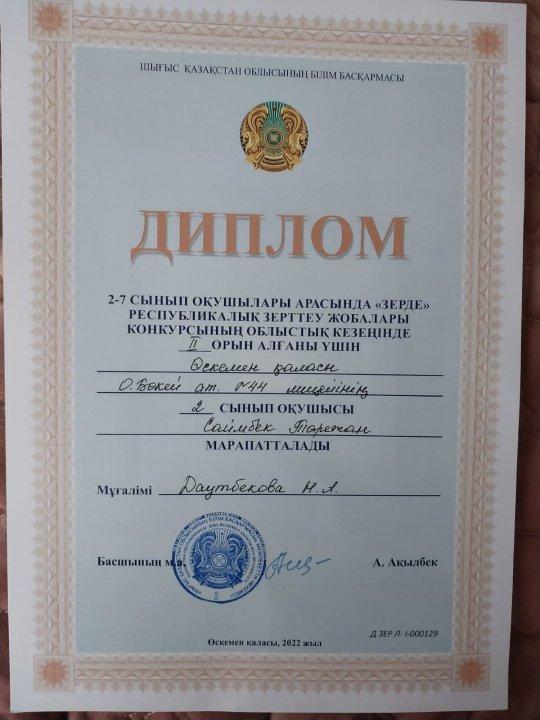 ШЫҒЫС ҚАЗАҚСТАН ОБЛЫСЫНЫҢ БІЛІМ БАСҚАРМАСЫ
ДИПЛОМ
2-7 СЫНЫП ОҚУШЫЛАРЫ АРАСЫНДА «ЗЕРДЕ»
РЕСПУБЛИКАЛЫҚ ЗЕРТТЕУ ЖОБАЛАРЫ
КОНКУРСЫНЫҢ ОБЛЫСТЫҚ КЕЗЕҢІНДЕ
II ОРЫН АЛҒАНЫ ҮШІН
Өскемен қаласы
О.Бөкей ат. №44 лицейінің
2 СЫНЫП ОҚУШЫСЫ
Саймбек Төрежан
МАРАПАТТАЛАДЫ
Мұғалімі Даутбекова Н.А.
Басшының м.а. А. Ақылбек
Д ЗЕР Л- I-000129
Өскемен қаласы, 2022 жыл